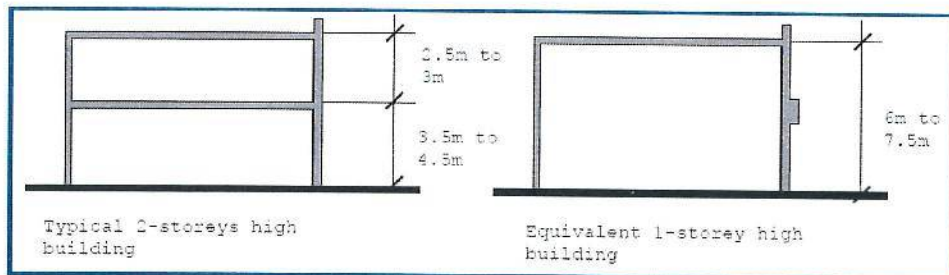 2.5m to
3m
3.5m to
4.5m
Typical 2-storeys high
building
6m to
7.5m
Equivalent 1-storey high
building